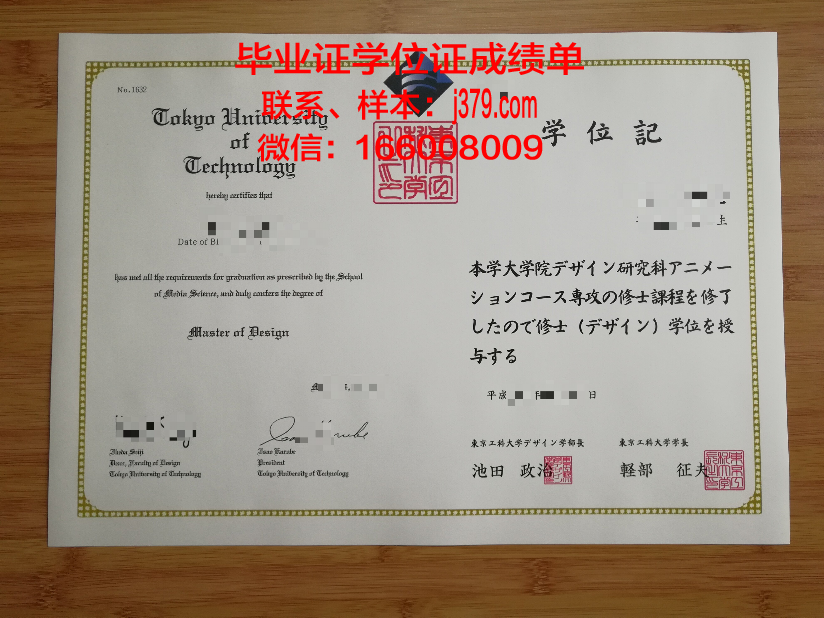 毕业证学位证成绩单
联系、样本：j379.com
微信：166008009
No.1632
Tokyo University
of
Technology
hereby certifies that
Date of Bi
has met all the requirements for graduation as prescribed by the School
of Media Science, and duly confers the degree of
Master of Design
Dean, Faculty of Design
Tokyo University of Technology
President
Tokyo University of Technology
学位記
本学大学院デザイン研究科アニメー
ションコース専攻の修士課程を修了
したので修士（デザイン）学位を授
与する
平成 日
東京工科大学デザイン学部長
池田 政治
東京工科大学学長
軽部 征夫